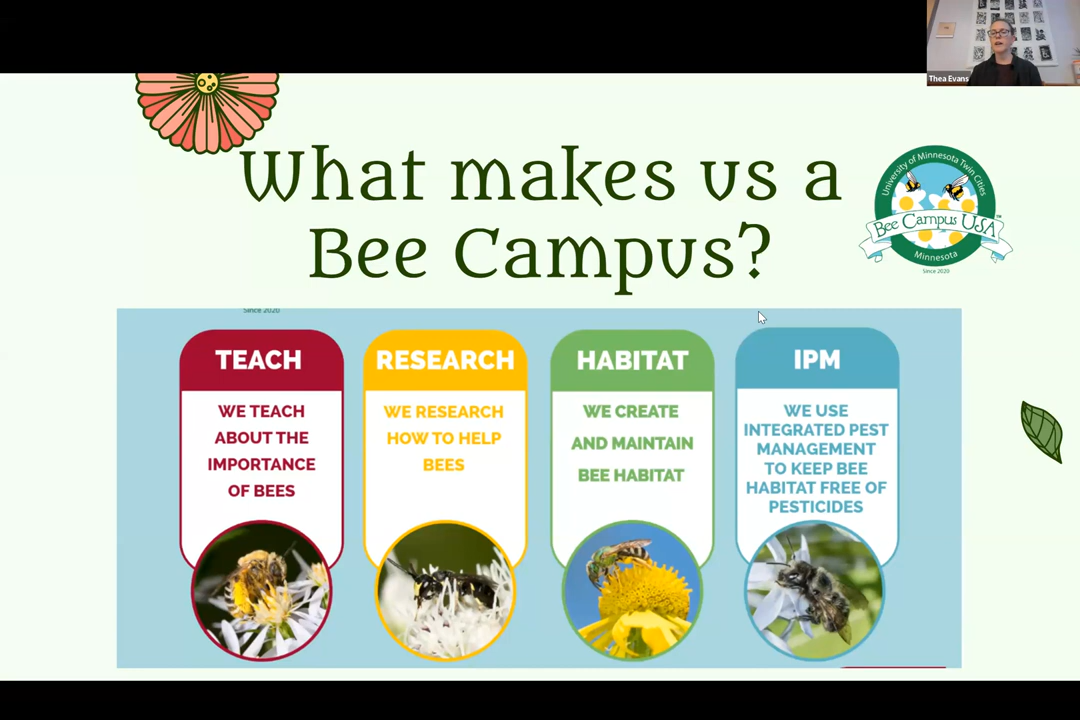 Thea Evans
What makes us a
Bee Campus?
University of Minnesota Twin Cities
Bee Campus USA
TM
Minnesota
Since 2020
Since 2020
TEACH
WE TEACH
ABOUT THE
IMPORTANCE
OF BEES
RESEARCH
WE RESEARCH
HOW TO HELP
BEES
HABITAT
WE CREATE
AND MAINTAIN
BEE HABITAT
IPM
WE USE
INTEGRATED PEST
MANAGEMENT
TO KEEP BEE
HABITAT FREE OF
PESTICIDES